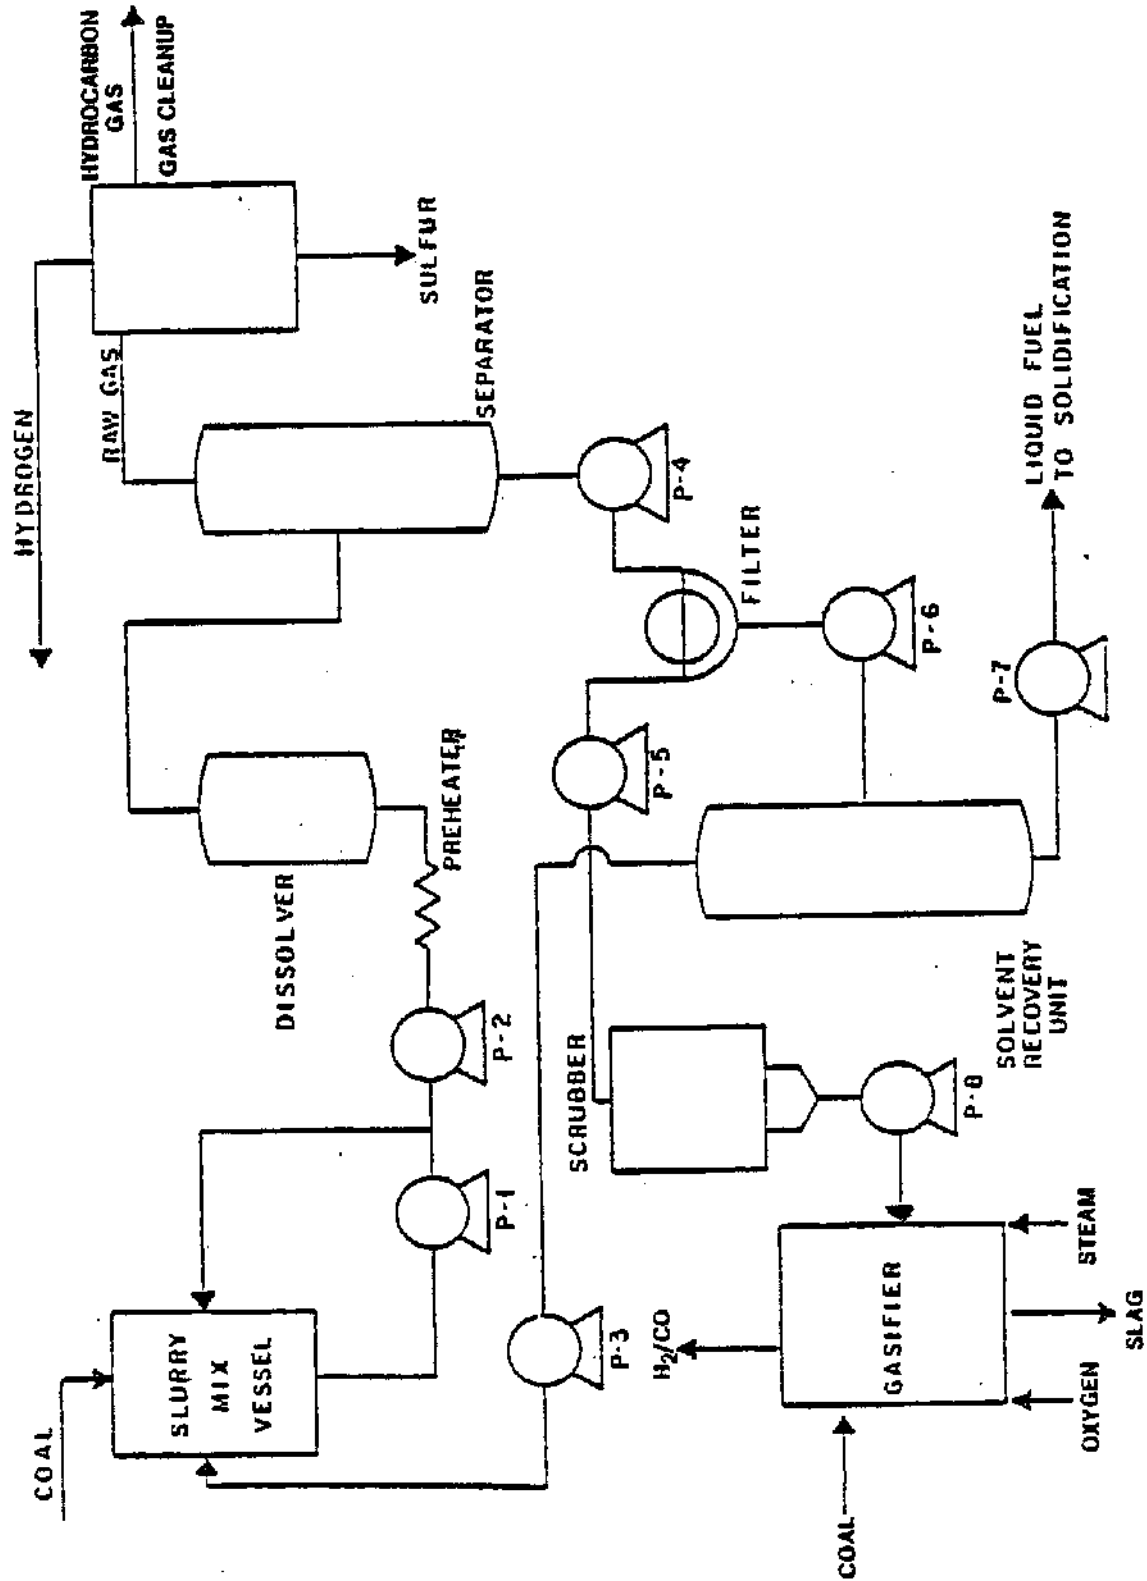 HYDROGEN
HYDROCARBON
GAS
GAS CLEANUP
RAW GAS
SULFUR
COAL
SLURRY
MIX
VESSEL
DISSOLVER
SEPARATOR
PREHEATER
P-1
P-2
P-4
FILTER
P-3
SCRUBBER
P-5
P-6
H₂/CO
P-8
P-7
LIQUID FUEL
TO SOLIDIFICATION
SOLVENT
RECOVERY
UNIT
COAL
GASIFIER
OXYGEN
STEAM
SLAG